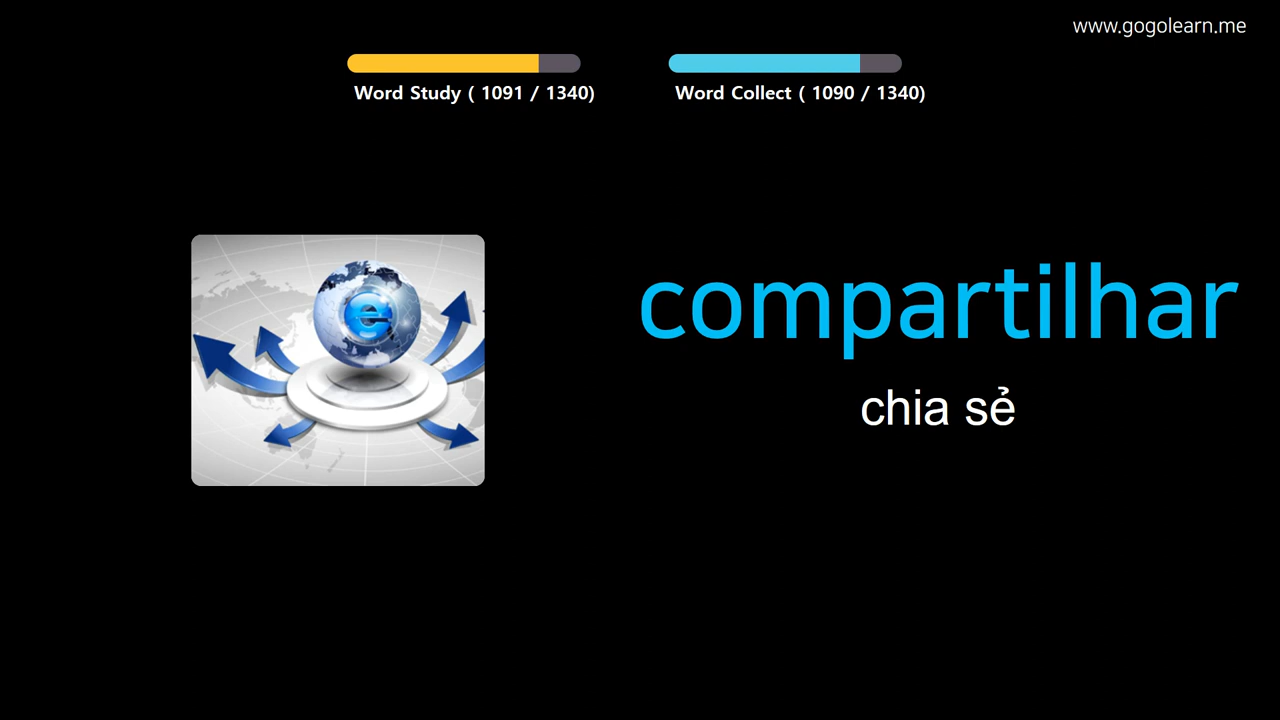 www.gogolearn.me
Word Study ( 1091 / 1340)
Word Collect ( 1090 / 1340)
e
compartilhar
chia sẻ